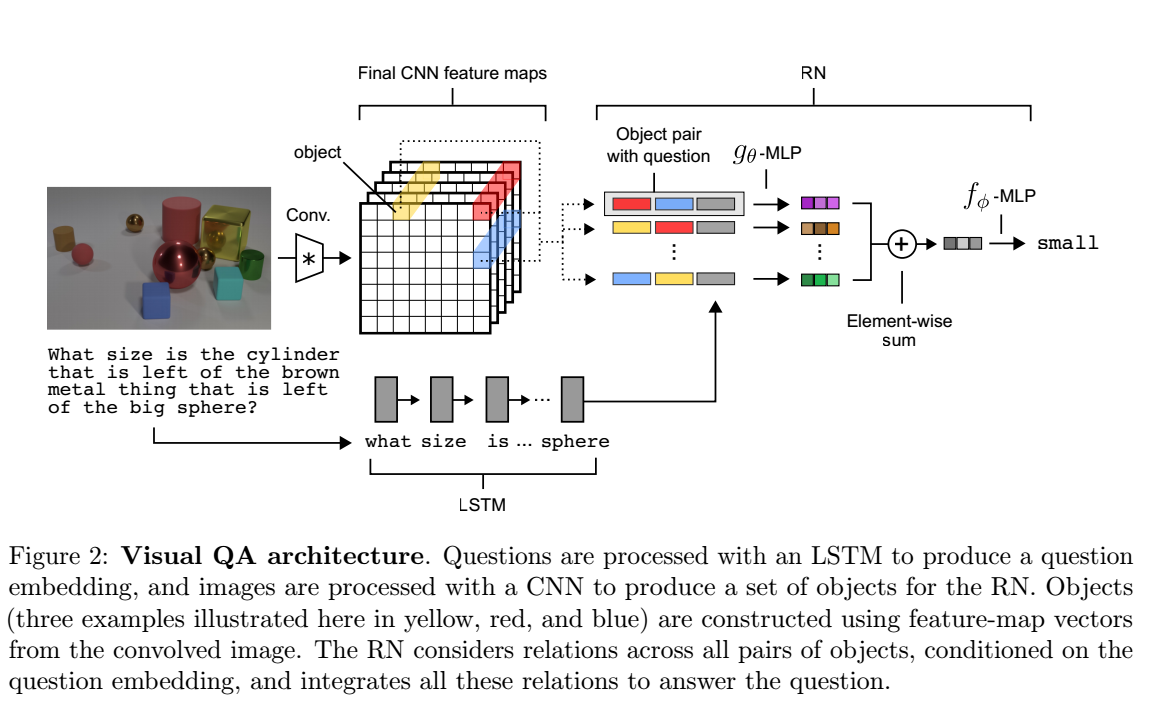 Final CNN feature maps
RN
object
Object pair
with question
gθ-MLP
fϕ-MLP
Conv.
*
+
small
Element-wise
sum
What size is the cylinder
that is left of the brown
metal thing that is left
of the big sphere?
...
what size is ... sphere
LSTM
Figure 2: Visual QA architecture. Questions are processed with an LSTM to produce a question
embedding, and images are processed with a CNN to produce a set of objects for the RN. Objects
(three examples illustrated here in yellow, red, and blue) are constructed using feature-map vectors
from the convolved image. The RN considers relations across all pairs of objects, conditioned on the
question embedding, and integrates all these relations to answer the question.